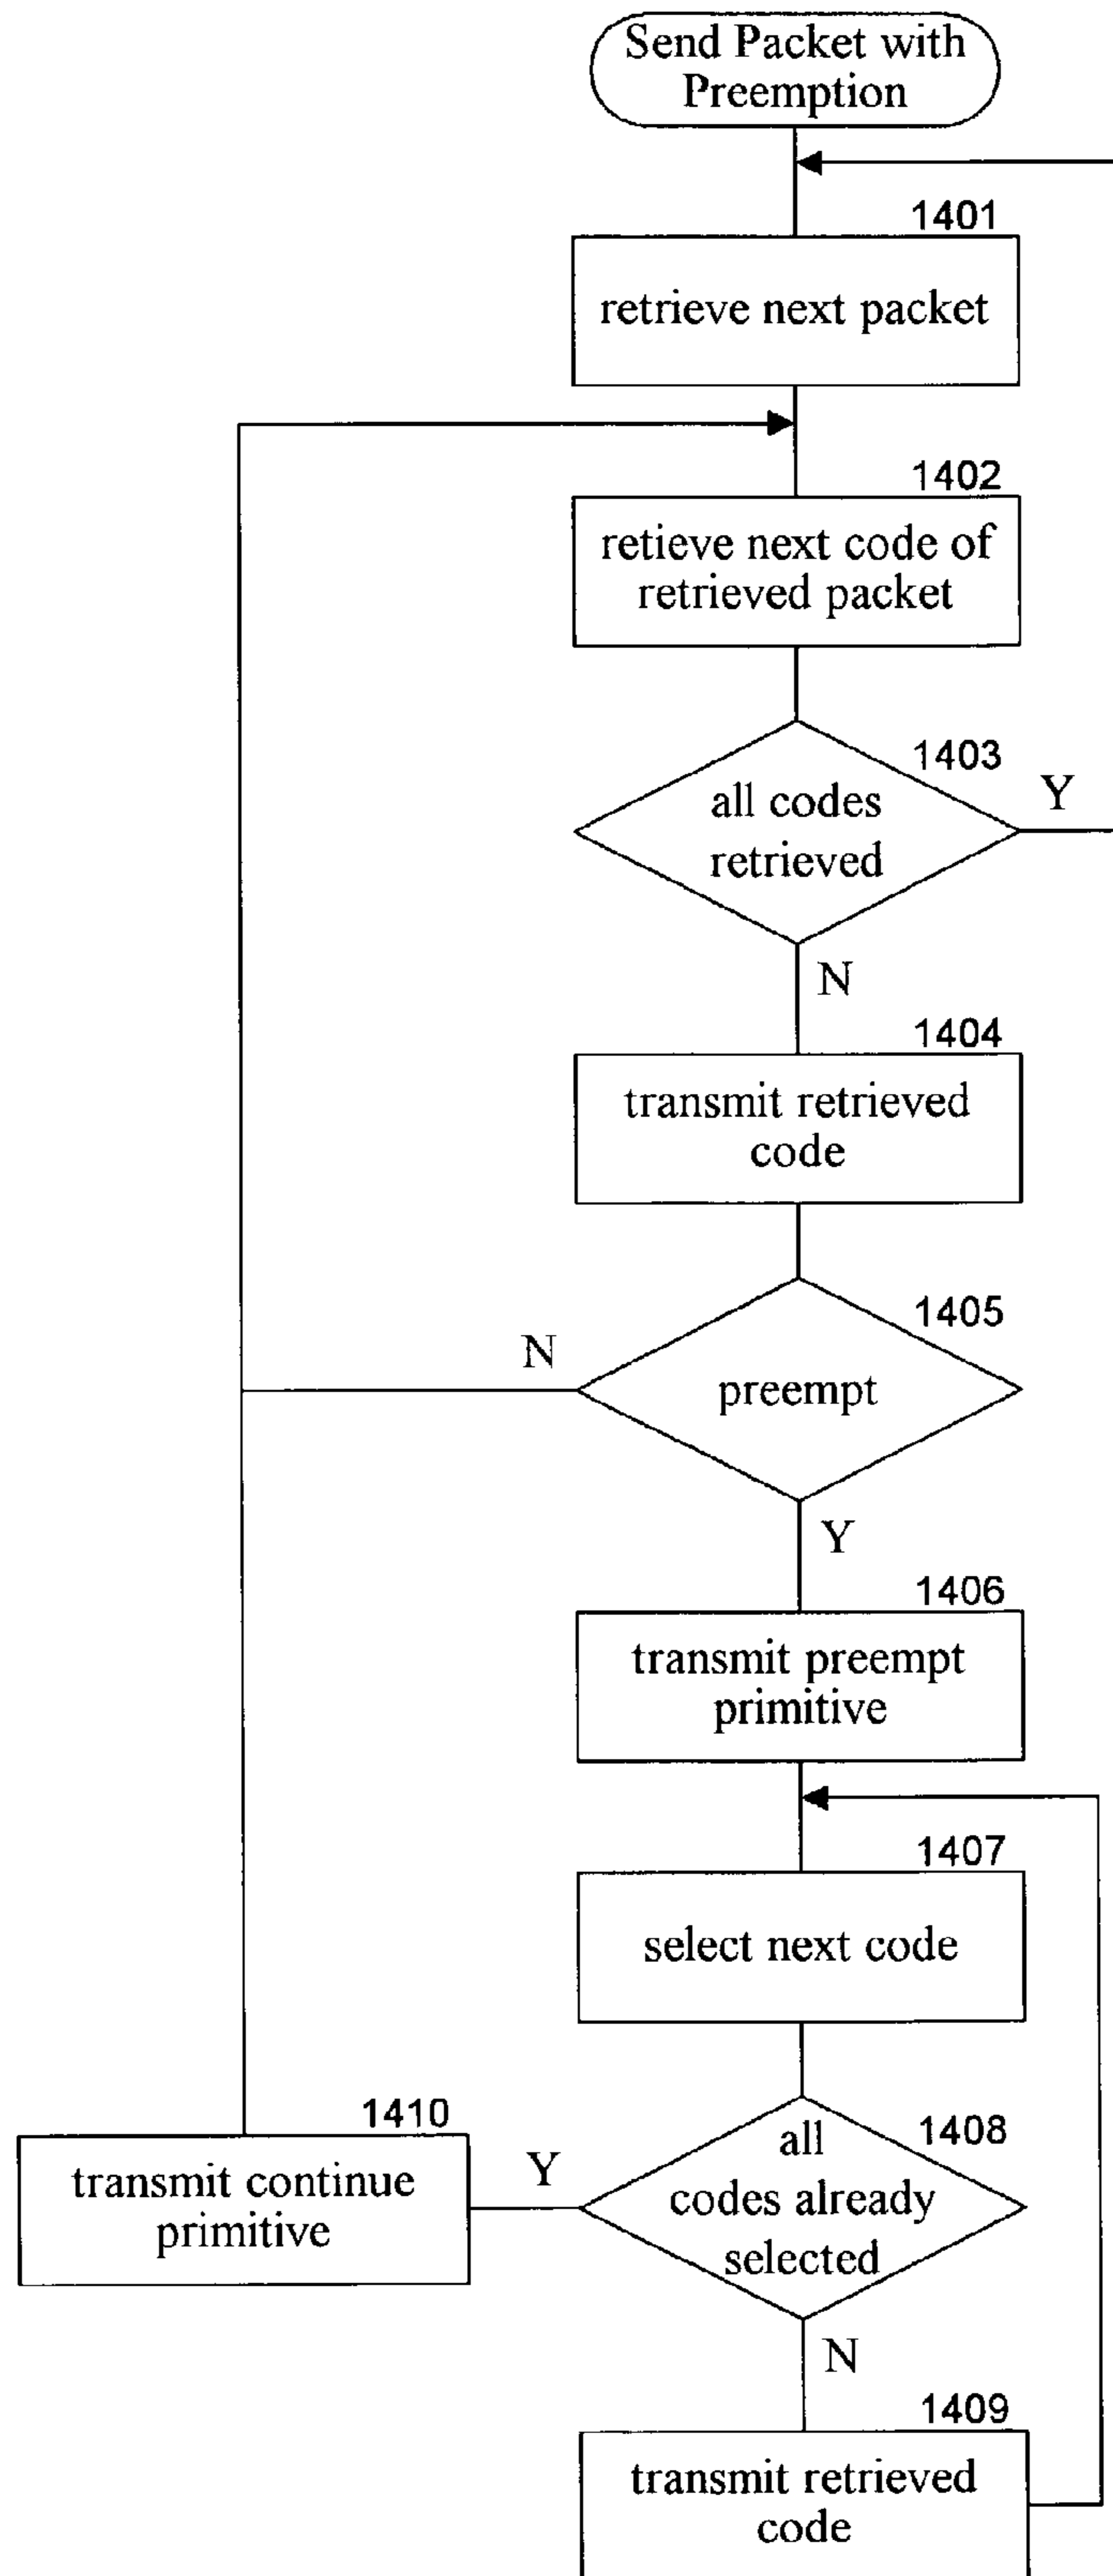 Send Packet with
Preemption
1401
retrieve next packet
1402
retieve next code of
retrieved packet
1403
all codes
retrieved
Y
N
1404
transmit retrieved
code
1405
preempt
N
Y
1406
transmit preempt
primitive
1407
select next code
1408
all
codes already
selected
Y
N
1410
transmit continue
primitive
1409
transmit retrieved
code